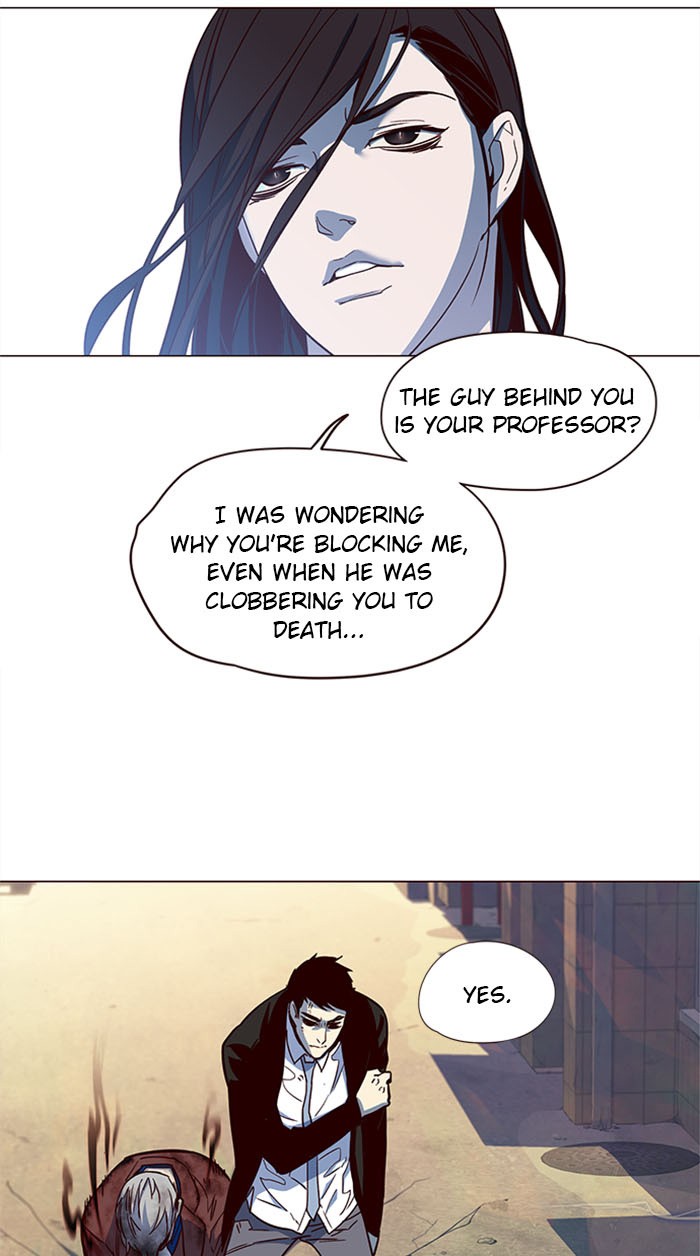 THE GUY BEHIND YOU
IS YOUR PROFESSOR?
I WAS WONDERING
WHY YOU'RE BLOCKING ME,
EVEN WHEN HE WAS
CLOBBERING YOU TO
DEATH...
YES.